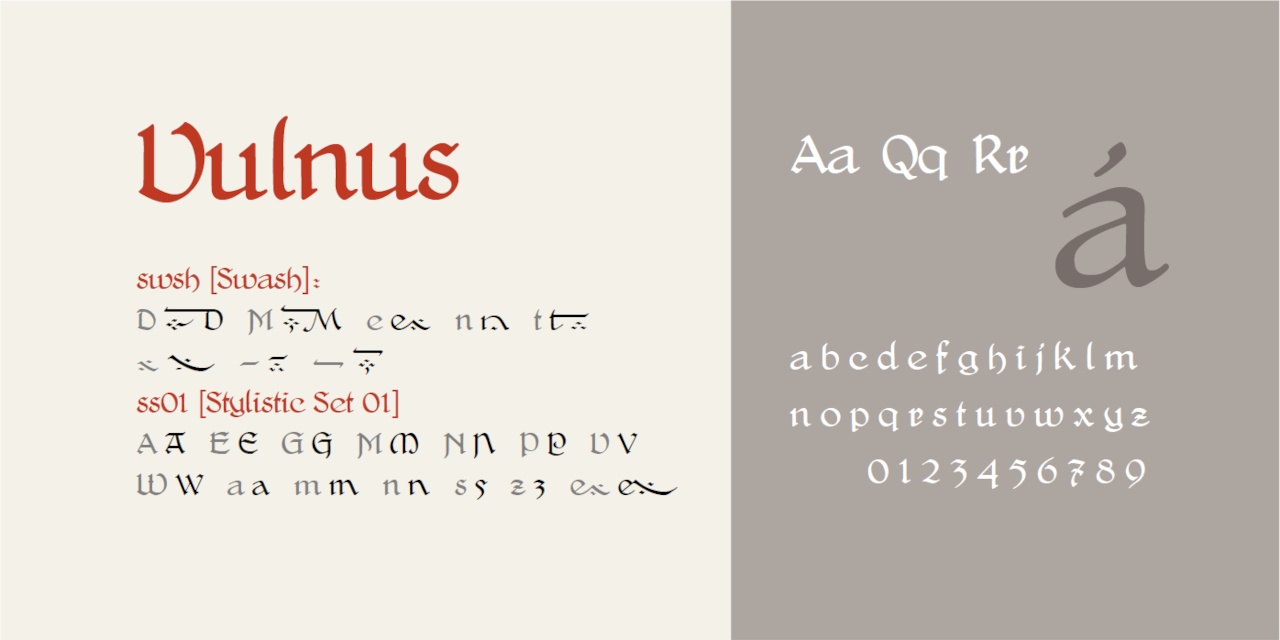 Vulnus
swsh [Swash]:
D D M M e e n n t t
ss01 [Stylistic Set 01]
A A E E G G M M N N P P V V
W W a a m m n n s s z z e e
Aa Qq Rr
á
a b c d e f g h i j k l m
n o p q r s t u v w x y z
0 1 2 3 4 5 6 7 8 9